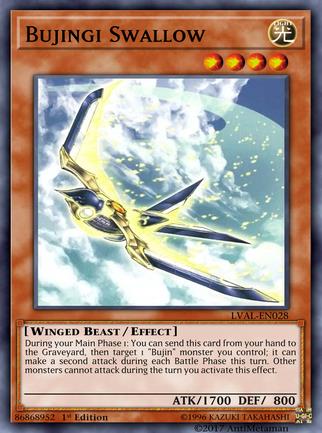 BUJINGI SWALLOW
LIGHT
光
LVAL-EN028
[WINGED BEAST / EFFECT]
During your Main Phase 1: You can send this card from your hand to
the Graveyard, then target 1 "Bujin" monster you control; it can
make a second attack during each Battle Phase this turn. Other
monsters cannot attack during the turn you activate this effect.
ATK/1700 DEF/ 800
86868952 1st Edition
©1996 KAZUKI TAKAHASHI
©2017 AntiMetaman